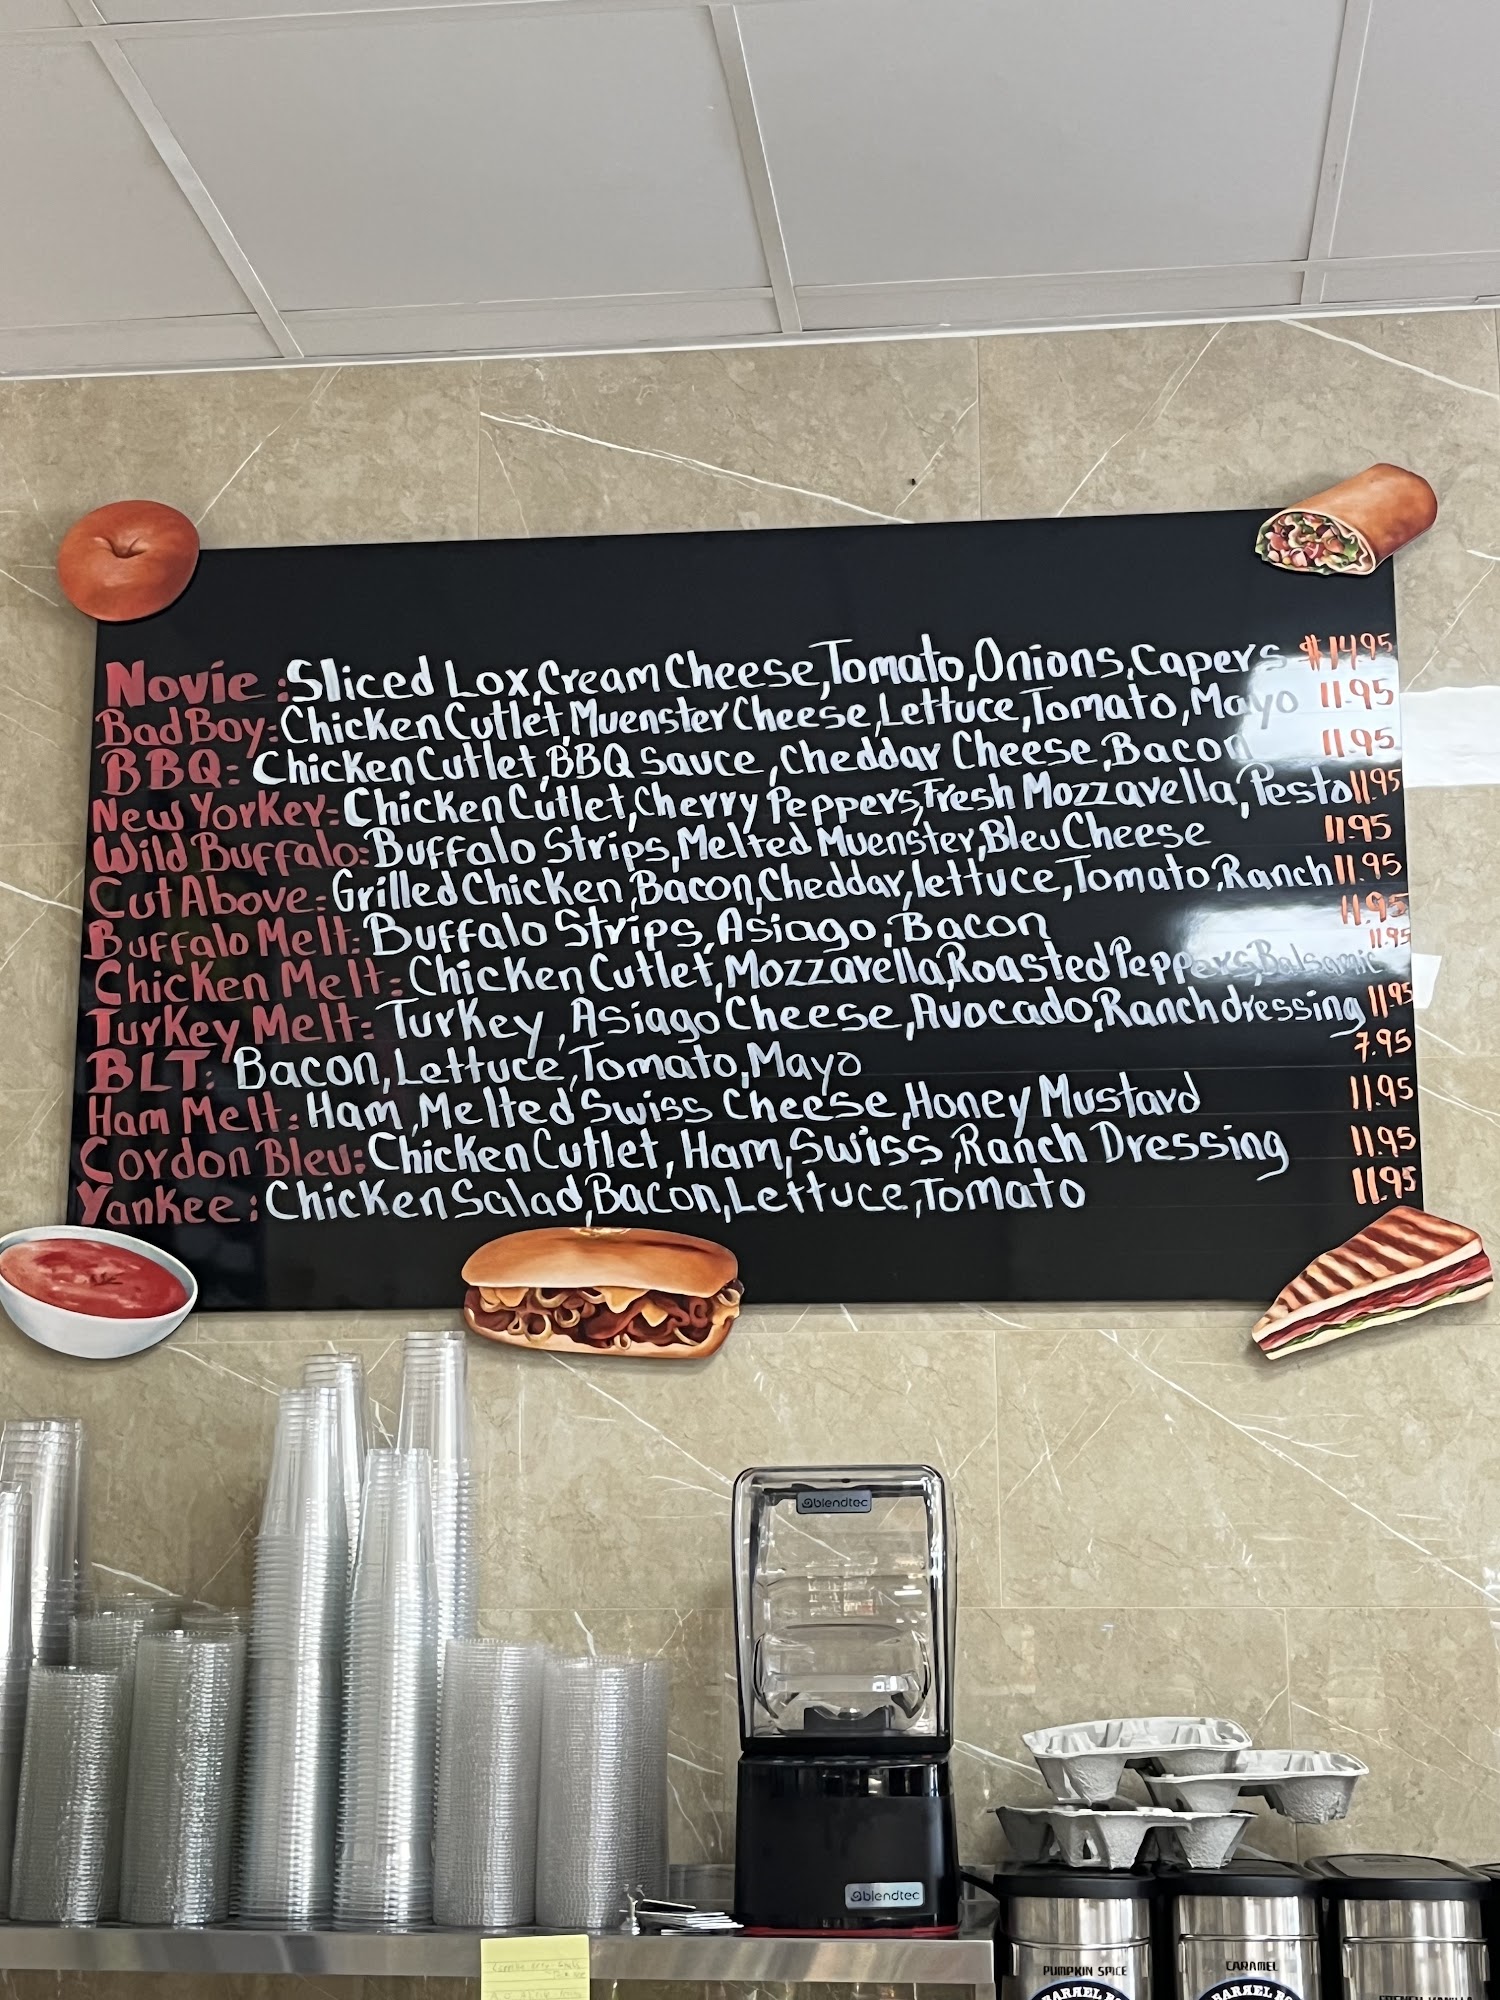 Novie: Sliced Lox, Cream Cheese, Tomato, Onions, Capers $14.95
Bad Boy: Chicken Cutlet, Muenster Cheese, Lettuce, Tomato, Mayo 11.95
BBQ: Chicken Cutlet, BBQ Sauce, Cheddar Cheese, Bacon 11.95
New Yorker: Chicken Cutlet, Cherry Peppers, Fresh Mozzarella, Pesto 11.95
Wild Buffalo: Buffalo Strips, Melted Muenster, Bleu Cheese 11.95
Cut Above: Grilled Chicken, Bacon, Cheddar, lettuce, Tomato, Ranch 11.95
Buffalo Melt: Buffalo Strips, Asiago, Bacon 11.95
Chicken Melt: Chicken Cutlet, Mozzarella, Roasted Peppers, Balsamic 11.95
Turkey Melt: Turkey, Asiago Cheese, Avocado, Ranch dressing 11.95
BLT: Bacon, Lettuce, Tomato, Mayo 7.95
Ham Melt: Ham, Melted Swiss Cheese, Honey Mustard 11.95
Cordon Bleu: Chicken Cutlet, Ham, Swiss, Ranch Dressing 11.95
Yankee: Chicken Salad, Bacon, Lettuce, Tomato 11.95
blendtec
blendtec
PUMPKIN SPICE
CARAMEL
BARREL
BARREL